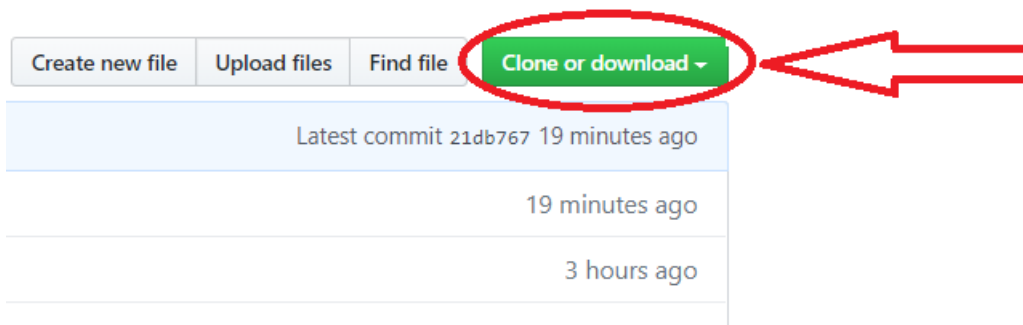 Create new file Upload files Find file Clone or download
Latest commit 21db767 19 minutes ago
19 minutes ago
3 hours ago